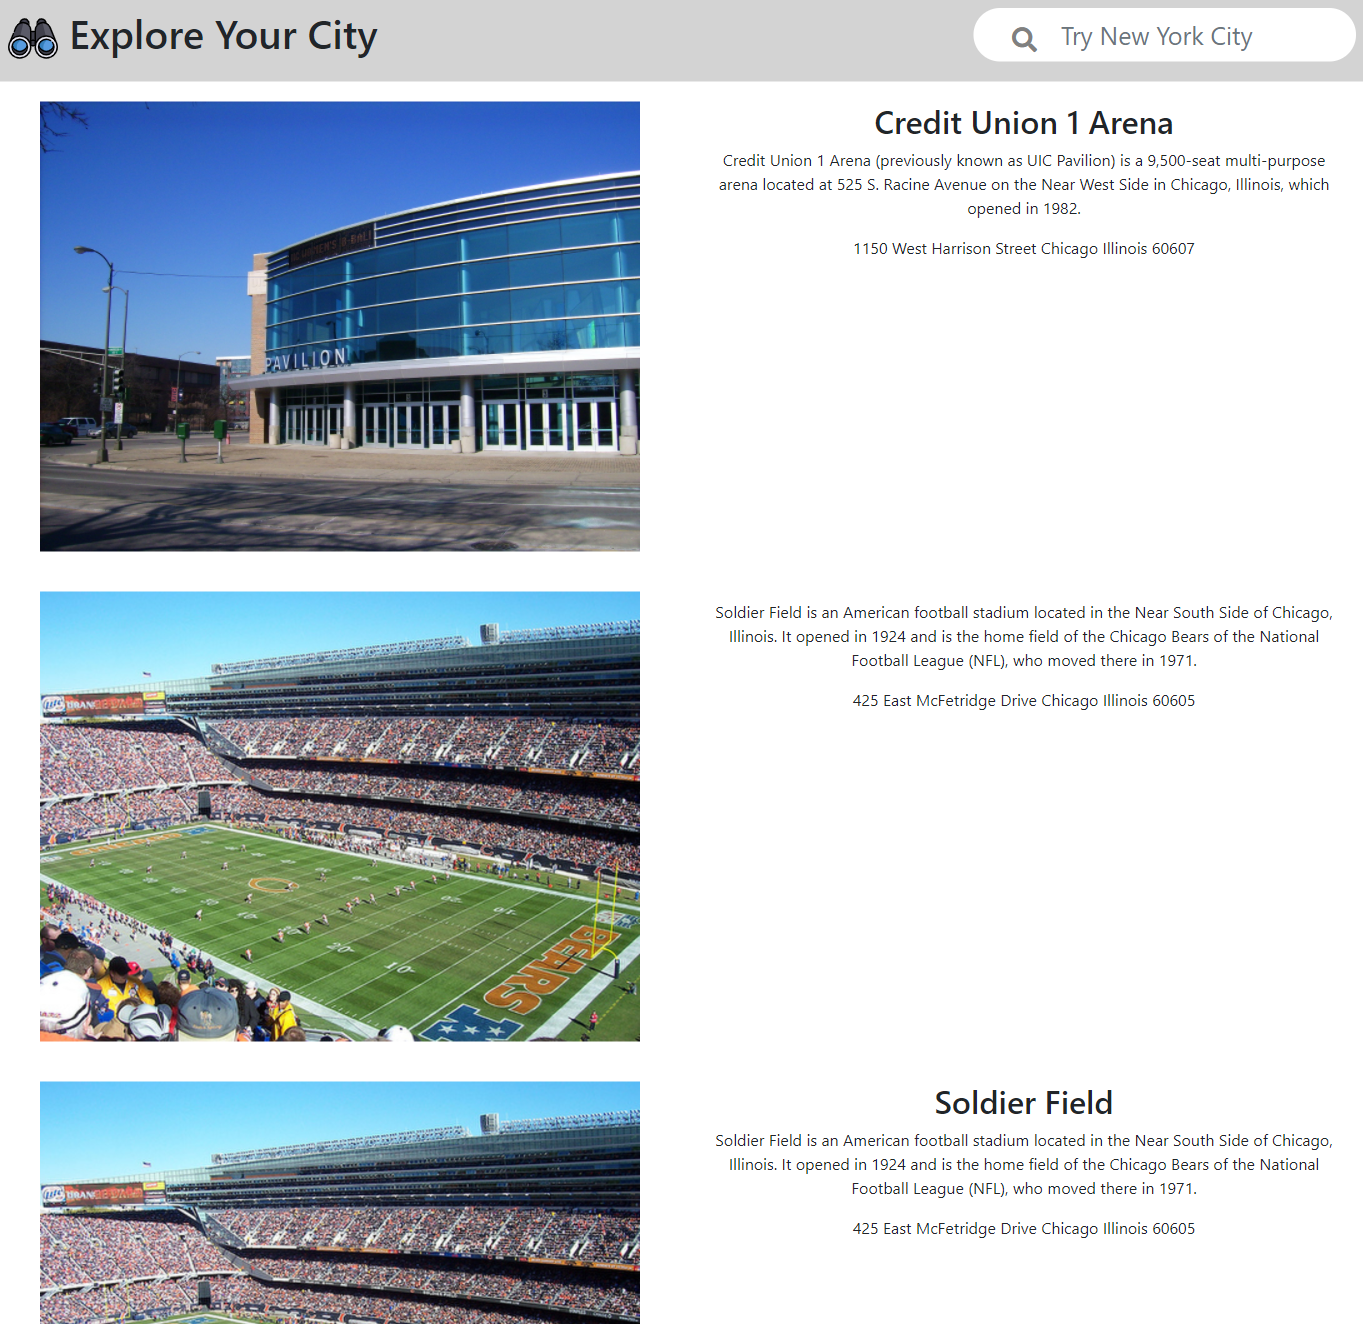 Explore Your City
Try New York City
Credit Union 1 Arena
Credit Union 1 Arena (previously known as UIC Pavilion) is a 9,500-seat multi-purpose
arena located at 525 S. Racine Avenue on the Near West Side in Chicago, Illinois, which
opened in 1982.
1150 West Harrison Street Chicago Illinois 60607
PAVILION
Soldier Field is an American football stadium located in the Near South Side of Chicago,
Illinois. It opened in 1924 and is the home field of the Chicago Bears of the National
Football League (NFL), who moved there in 1971.
425 East McFetridge Drive Chicago Illinois 60605
BEARS
Soldier Field
Soldier Field is an American football stadium located in the Near South Side of Chicago,
Illinois. It opened in 1924 and is the home field of the Chicago Bears of the National
Football League (NFL), who moved there in 1971.
425 East McFetridge Drive Chicago Illinois 60605